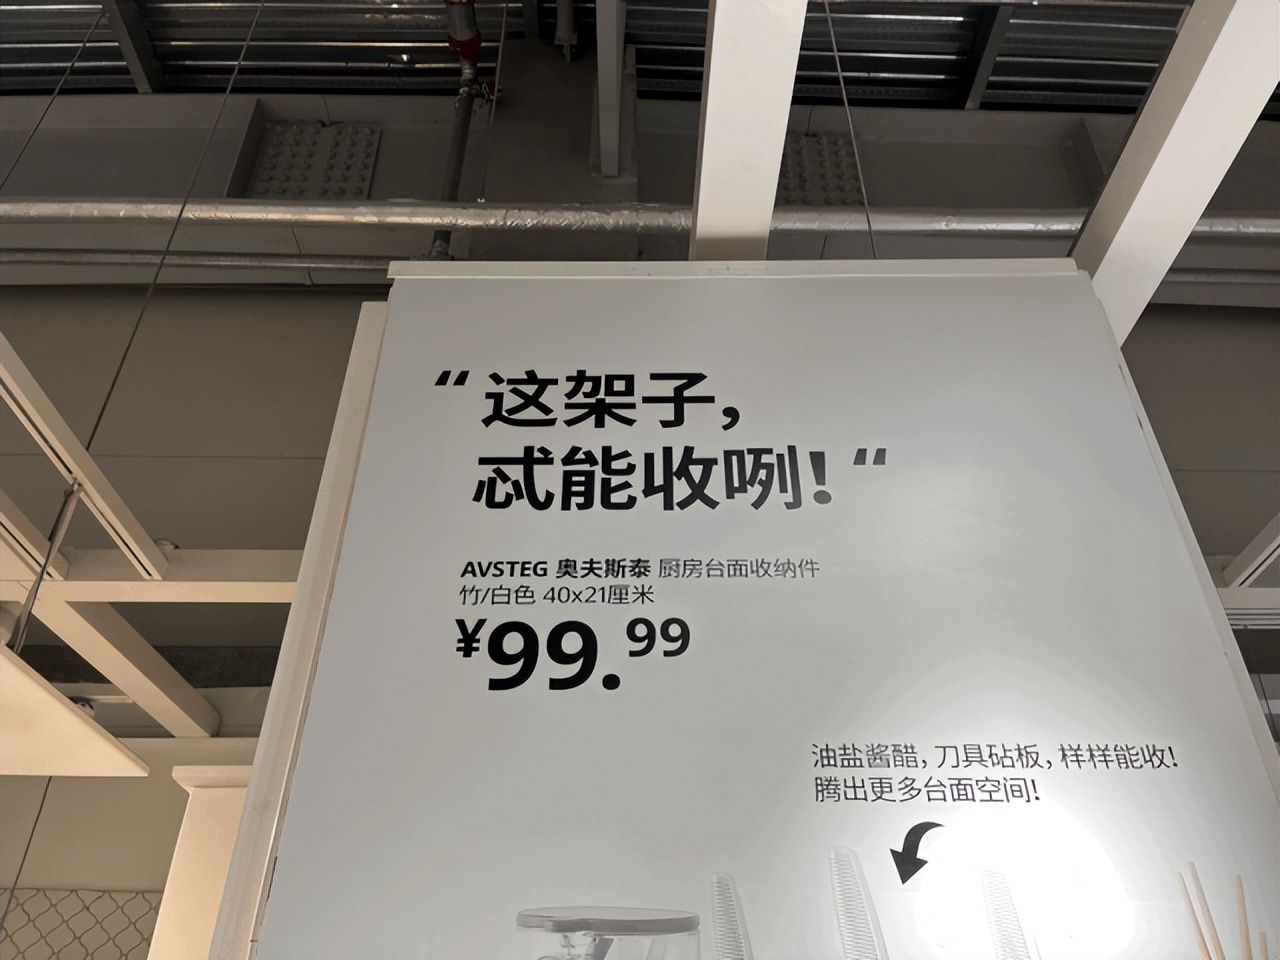 “这架子,
忒能收咧!“
AVSTEG 奥夫斯泰 厨房台面收纳件
竹/白色 40x21厘米
¥99.99
油盐酱醋, 刀具砧板, 样样能收!
腾出更多台面空间!